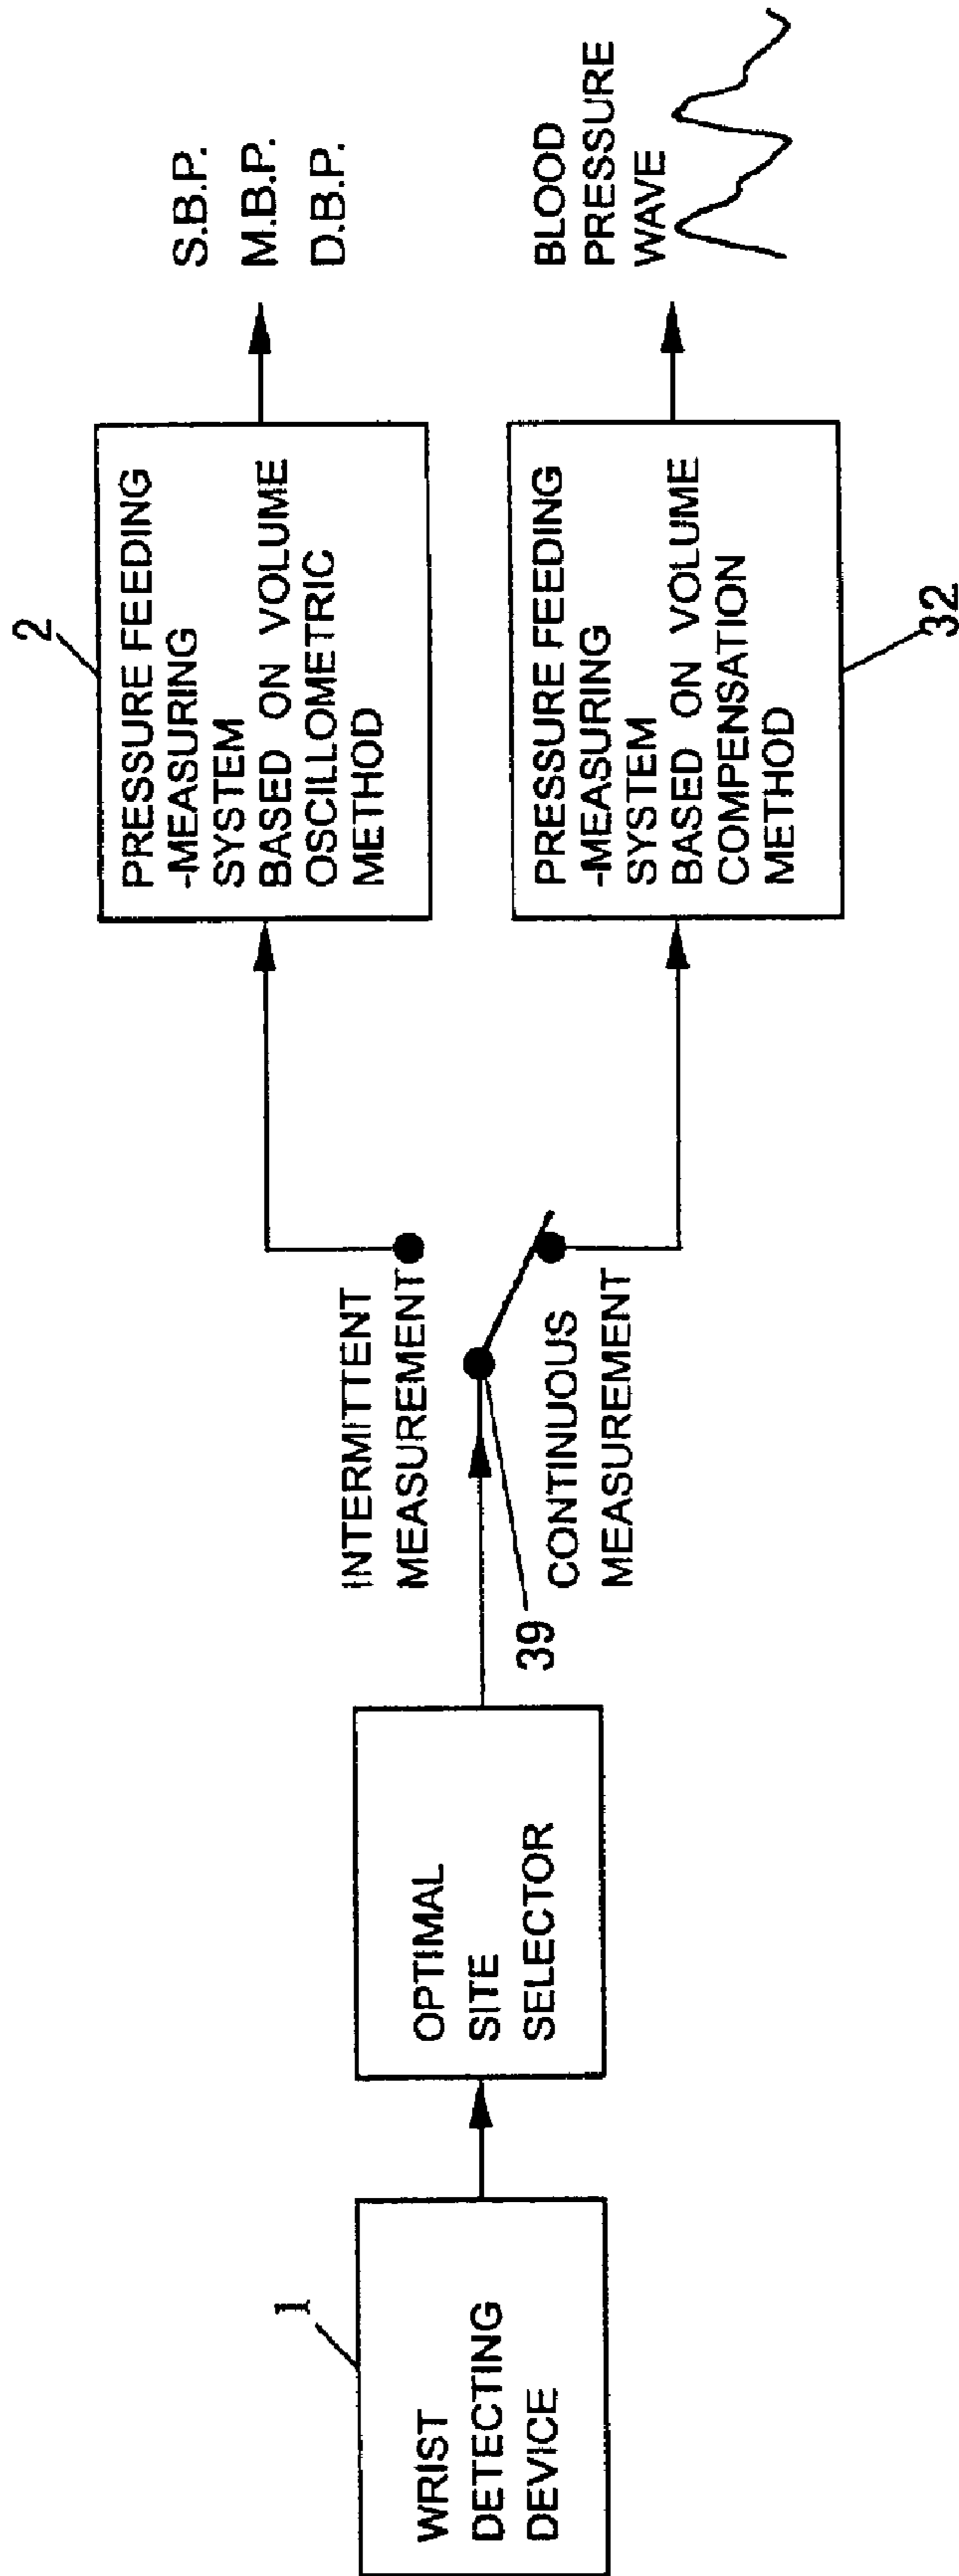 1
WRIST
DETECTING
DEVICE
OPTIMAL
SITE
SELECTOR
39
INTERMITTENT
MEASUREMENT
CONTINUOUS
MEASUREMENT
2
PRESSURE FEEDING
-MEASURING
SYSTEM
BASED ON VOLUME
OSCILLOMETRIC
METHOD
S.B.P.
M.B.P.
D.B.P.
PRESSURE FEEDING
-MEASURING
SYSTEM
BASED ON VOLUME
COMPENSATION
METHOD
32
BLOOD
PRESSURE
WAVE